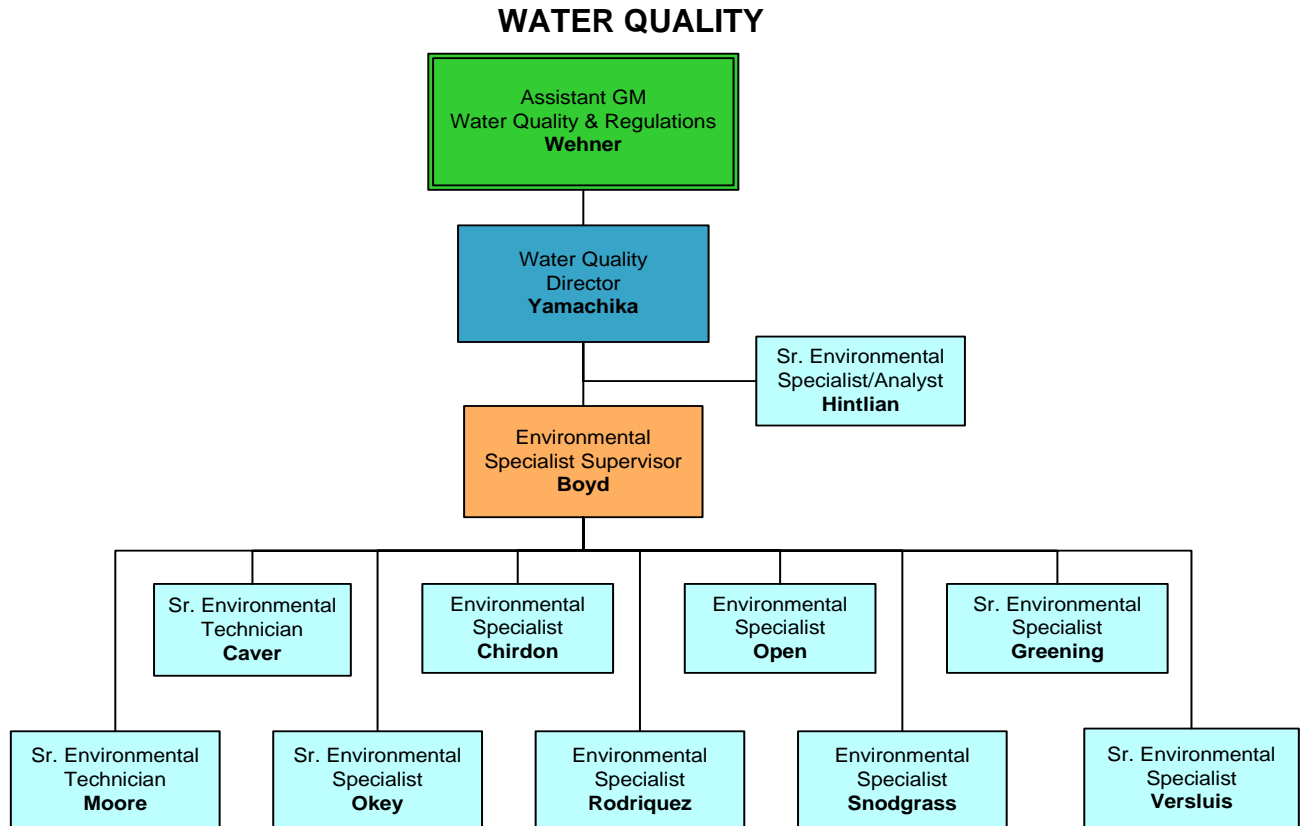 WATER QUALITY
Assistant GM
Water Quality & Regulations
Wehner
Water Quality
Director
Yamachika
Sr. Environmental
Specialist/Analyst
Hintlian
Environmental
Specialist Supervisor
Boyd
Sr. Environmental
Technician
Caver
Environmental
Specialist
Chirdon
Environmental
Specialist
Open
Sr. Environmental
Specialist
Greening
Sr. Environmental
Technician
Moore
Sr. Environmental
Specialist
Okey
Environmental
Specialist
Rodriquez
Environmental
Specialist
Snodgrass
Sr. Environmental
Specialist
Versluis